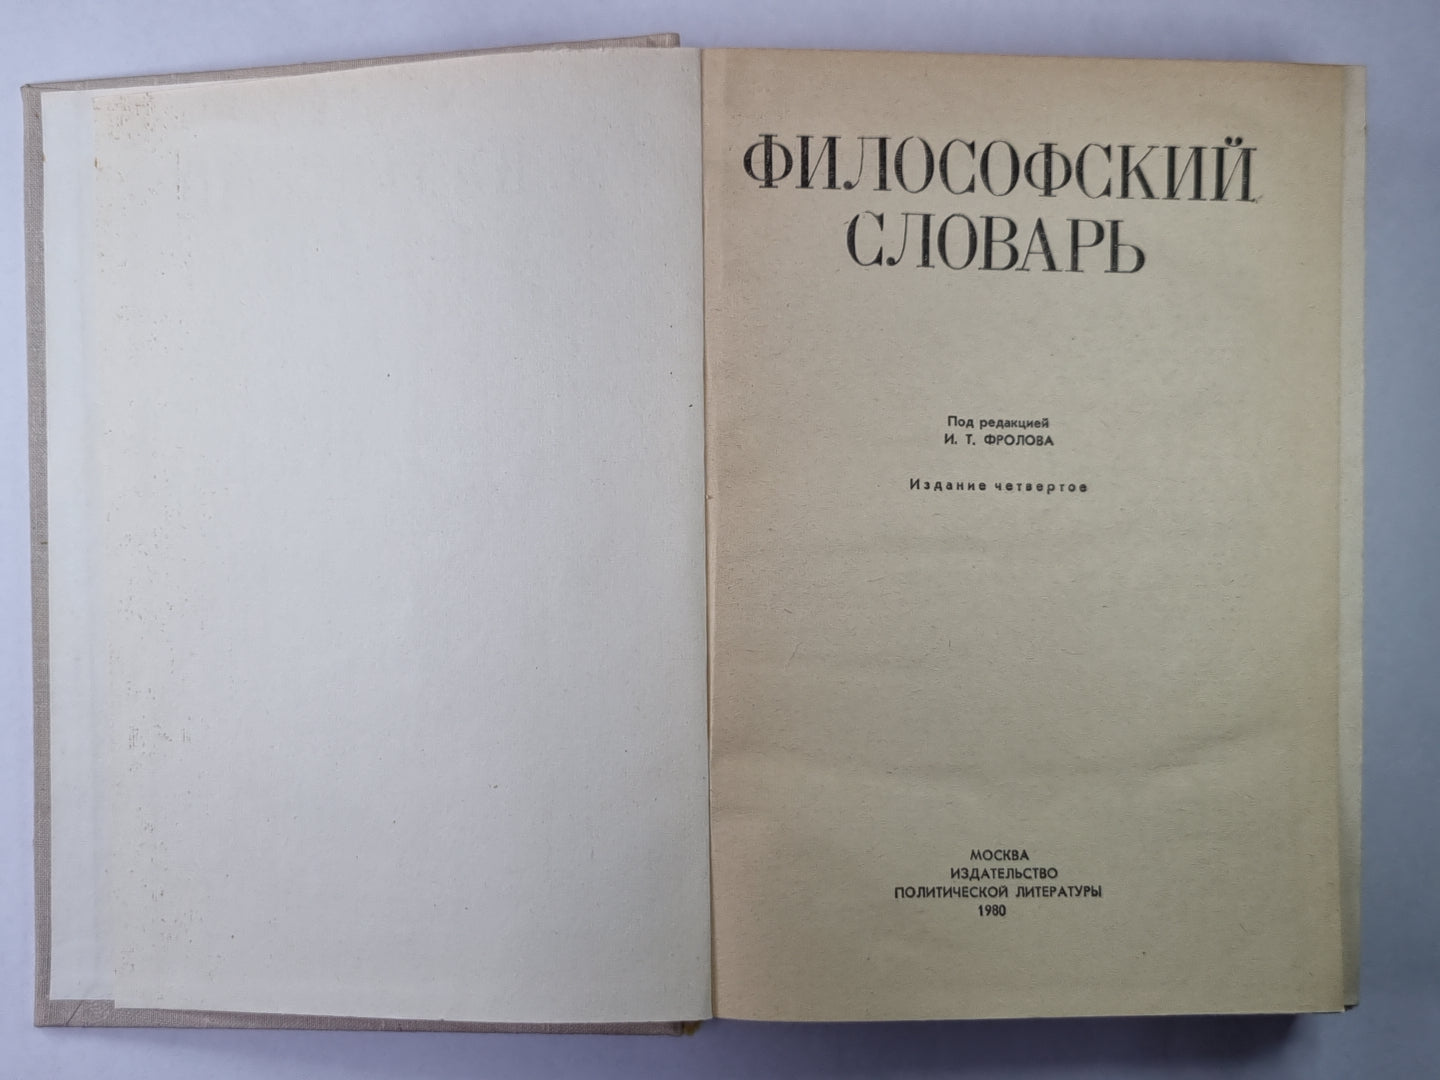 ФИЛОСОФСКИЙ
СЛОВАРЬ
Под редакцией
И. Т. ФРОЛОВА
Издание четвертое
МОСКВА
ИЗДАТЕЛЬСТВО
ПОЛИТИЧЕСКОЙ ЛИТЕРАТУРЫ
1980